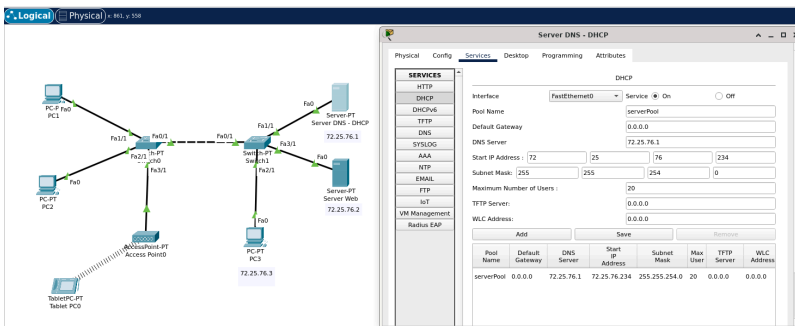 Logical Physical x: 861, y: 558
PC-P Fa0
PC1
Fa1/1
Fa0/1
Fa2/1
h-PT
h0
Fa3/1
Fa0
PC-PT
PC2
AccessPoint-PT
Access Point0
TabletPC-PT
Tablet PC0
Fa0/1
Fa1/1
Fa3/1
Switch-PT
Switch1
Fa2/1
Fa0
Server-PT
Server DNS - DHCP
72.25.76.1
Fa0
Server-PT
Server Web
72.25.76.2
Fa0
PC-PT
PC3
72.25.76.3
Server DNS - DHCP
Physical Config Services Desktop Programming Attributes
SERVICES
HTTP
DHCP
DHCPv6
TFTP
DNS
SYSLOG
AAA
NTP
EMAIL
FTP
IoT
VM Management
Radius EAP
DHCP
Interface FastEthernet0 Service On Off
Pool Name serverPool
Default Gateway 0.0.0.0
DNS Server 72.25.76.1
Start IP Address : 72 25 76 234
Subnet Mask: 255 255 254 0
Maximum Number of Users : 20
TFTP Server: 0.0.0.0
WLC Address: 0.0.0.0
Add Save Remove
Pool Name Default Gateway DNS Server Start IP Address Subnet Mask Max User TFTP Server WLC Address
serverPool 0.0.0.0 72.25.76.1 72.25.76.234 255.255.254.0 20 0.0.0.0 0.0.0.0